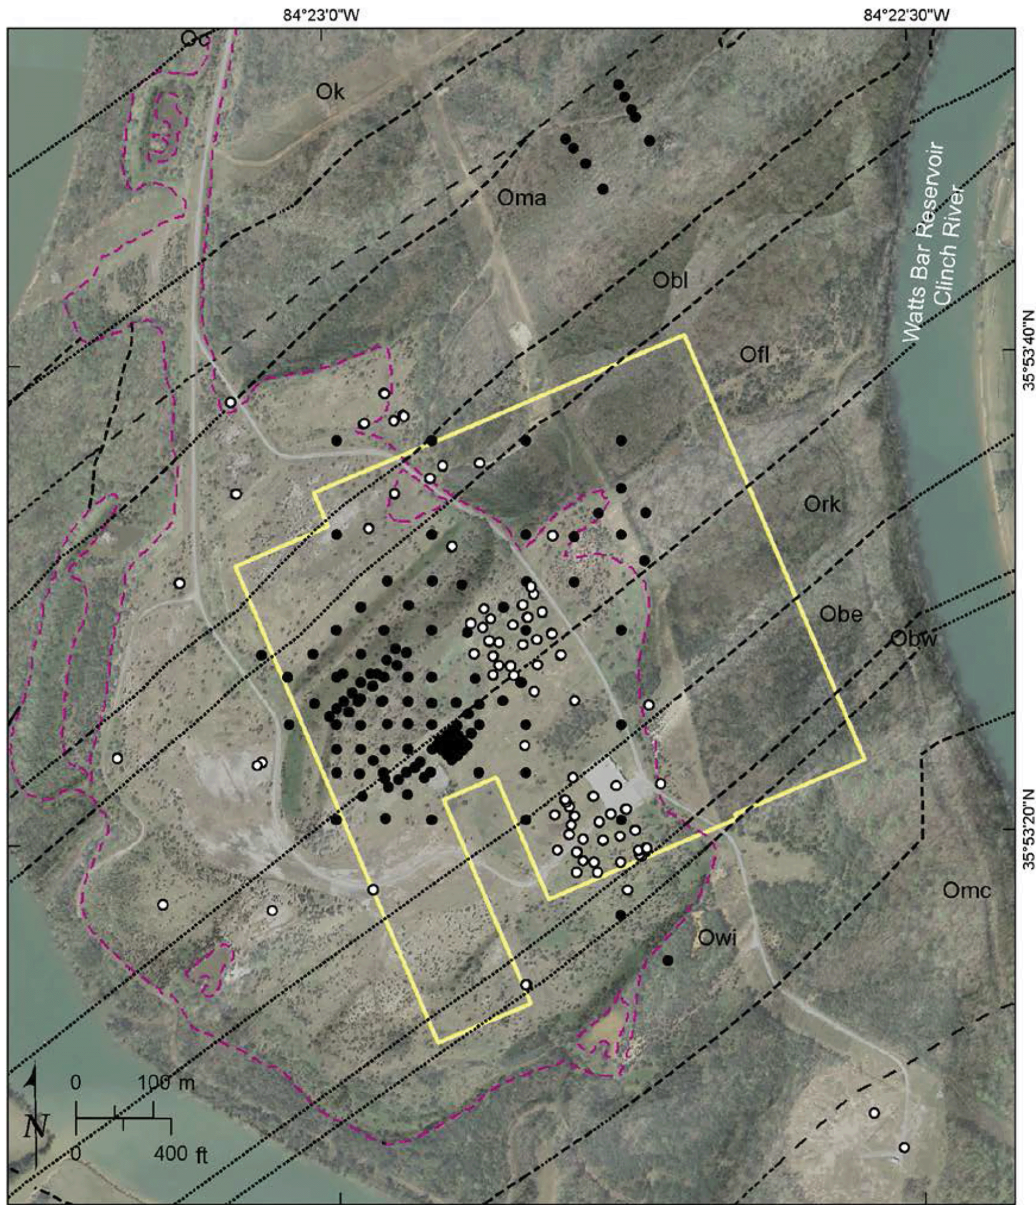 84°23'0"W
84°22'30"W
Oc
Ok
Oma
Watts Bar Reservoir
Clinch River
Obl
Ofl
35°53'40"N
Ork
Obe
Obw
35°53'20"N
Omc
Owi
0 100 m
N
0 400 ft